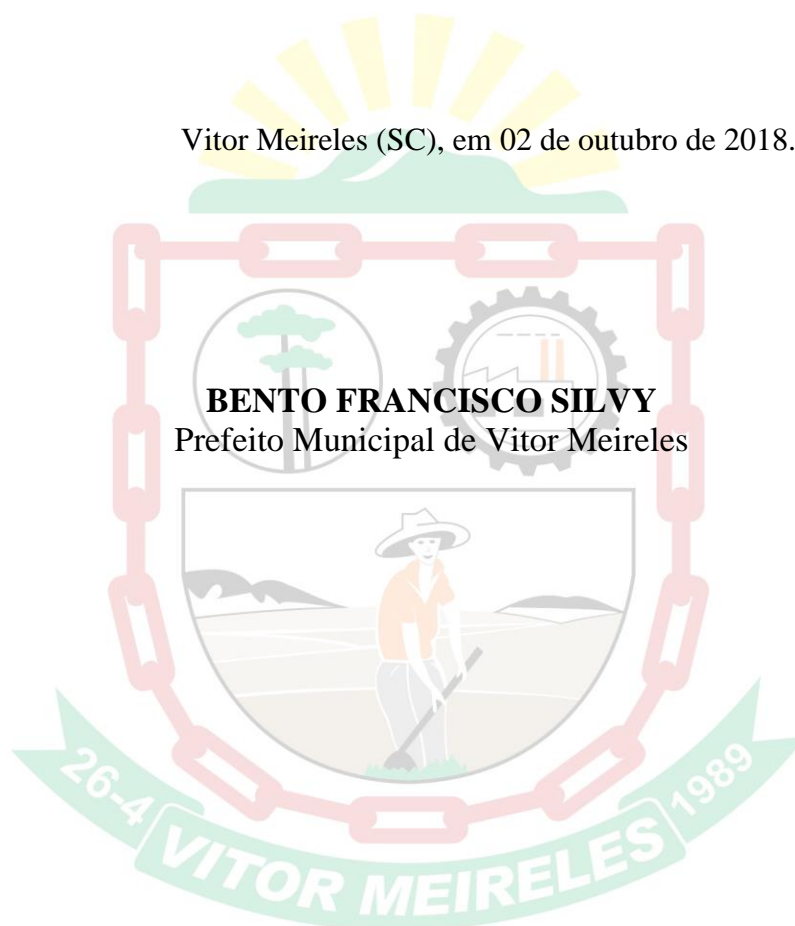 Vitor Meireles (SC), em 02 de outubro de 2018.
BENTO FRANCISCO SILVY
Prefeito Municipal de Vitor Meireles
26-4
VITOR MEIRELES
1989